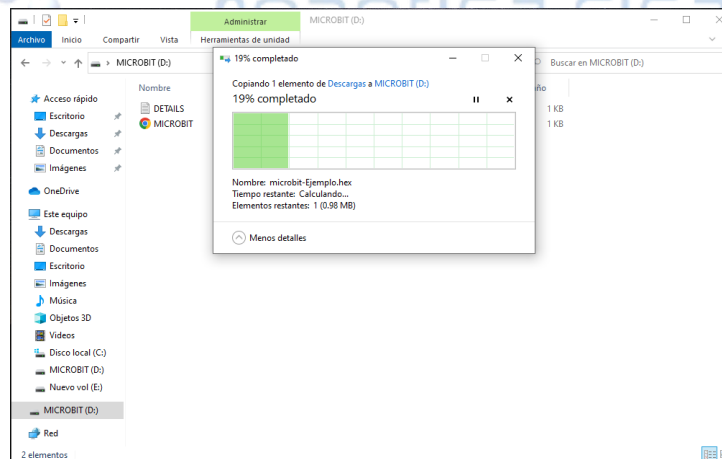 Administrar
MICROBIT (D:)
Archivo
Inicio
Compartir
Vista
Herramientas de unidad
MICROBIT (D:)
Buscar en MICROBIT (D:)
Acceso rápido
Escritorio
Descargas
Documentos
Imágenes
OneDrive
Este equipo
Descargas
Documentos
Escritorio
Imágenes
Música
Objetos 3D
Videos
Disco local (C:)
MICROBIT (D:)
Nuevo vol (E:)
MICROBIT (D:)
Red
2 elementos
Nombre
DETAILS
1 KB
MICROBIT
1 KB
19% completado
Copiando 1 elemento de Descargas a MICROBIT (D:)
19% completado
Nombre: microbit-Ejemplo.hex
Tiempo restante: Calculando...
Elementos restantes: 1 (0.98 MB)
Menos detalles